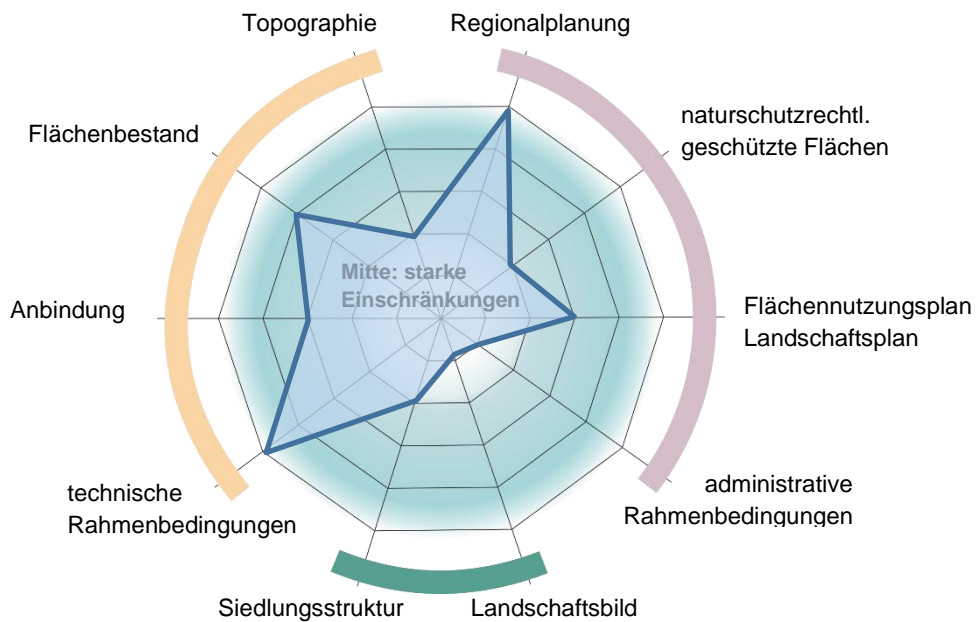 Topographie
Regionalplanung
Flächenbestand
naturschutzrechtl.
geschützte Flächen
Mitte: starke
Einschränkungen
Anbindung
Flächennutzungsplan
Landschaftsplan
technische
Rahmenbedingungen
administrative
Rahmenbedingungen
Siedlungsstruktur
Landschaftsbild